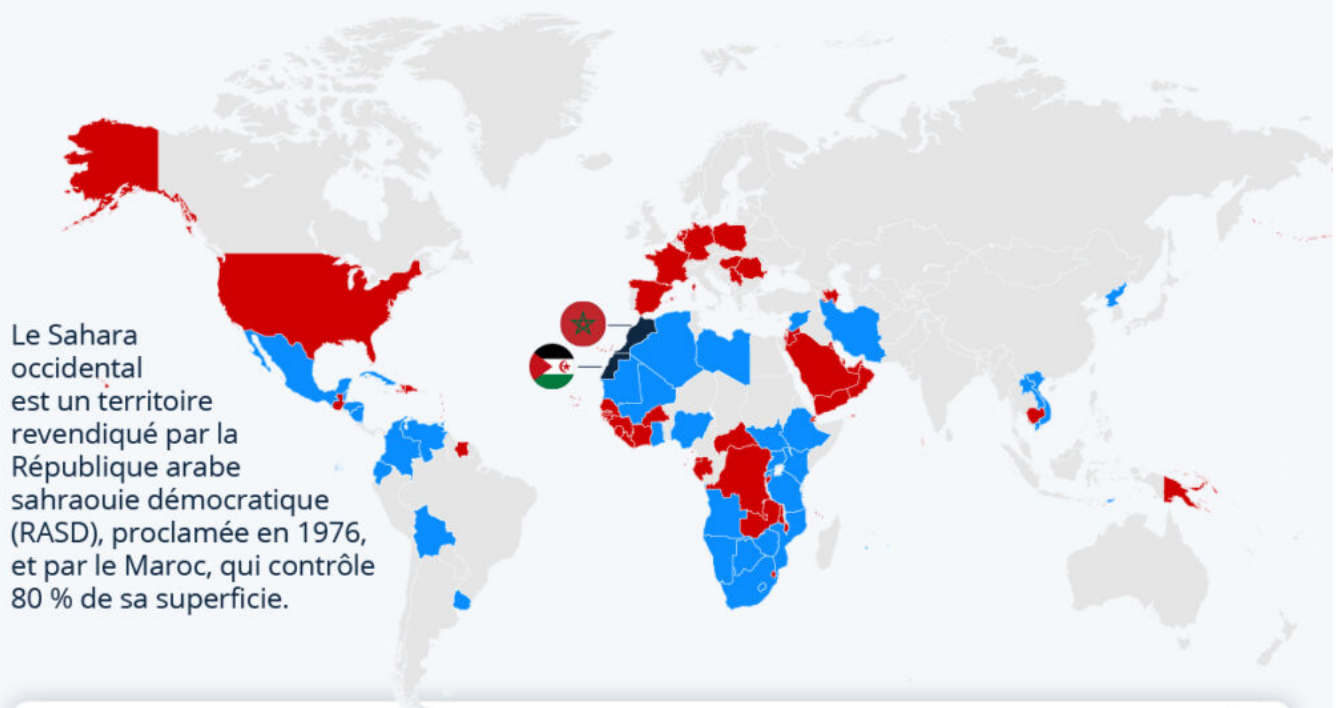 Le Sahara
occidental
est un territoire
revendiqué par la
République arabe
sahraouie démocratique
(RASD), proclamée en 1976,
et par le Maroc, qui contrôle
80 % de sa superficie.